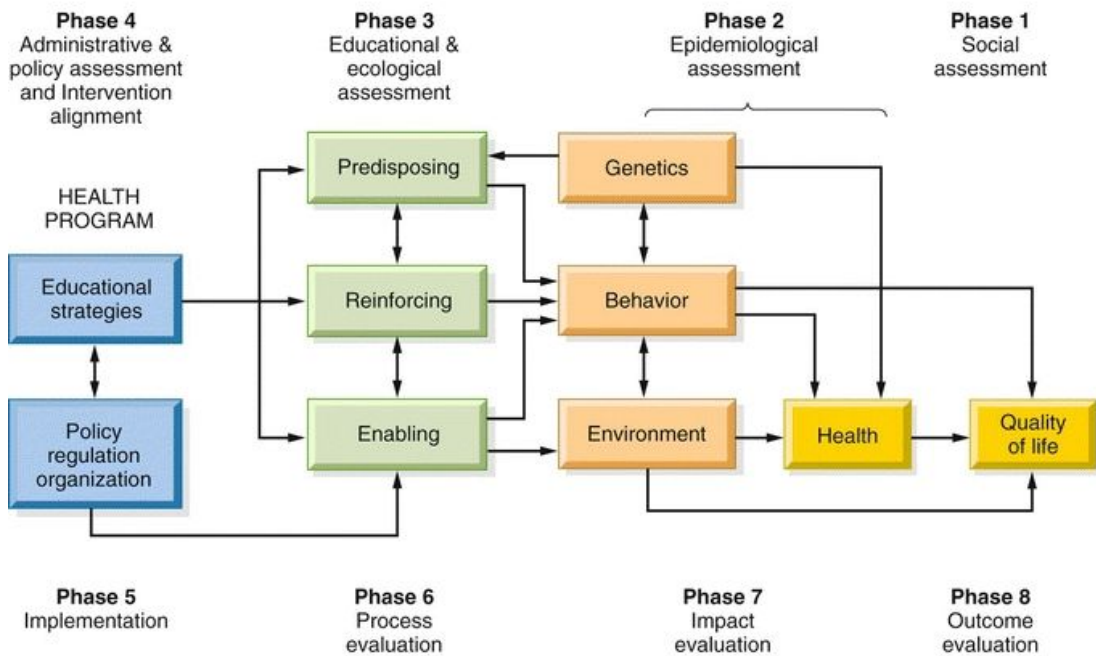 Phase 4
Administrative &
policy assessment
and Intervention
alignment
Phase 3
Educational &
ecological
assessment
Phase 2
Epidemiological
assessment
Phase 1
Social
assessment
HEALTH
PROGRAM
Predisposing
Genetics
Educational
strategies
Reinforcing
Behavior
Policy
regulation
organization
Enabling
Environment
Health
Quality
of life
Phase 5
Implementation
Phase 6
Process
evaluation
Phase 7
Impact
evaluation
Phase 8
Outcome
evaluation